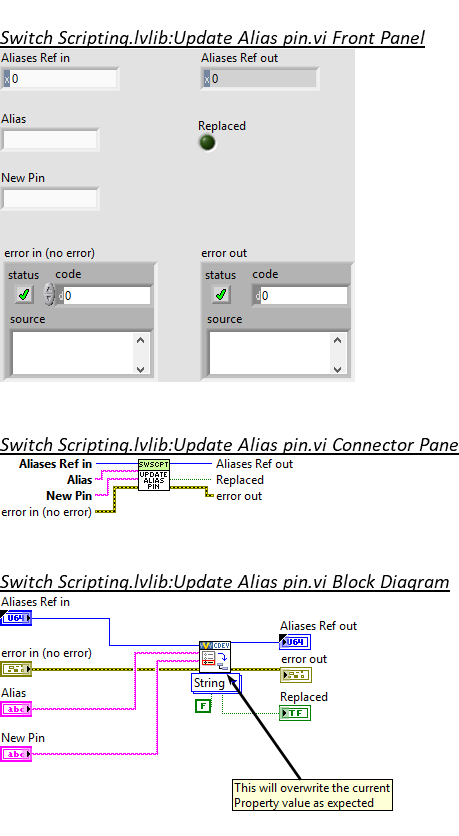 Switch Scripting.lvlib:Update Alias pin.vi Front Panel
Aliases Ref in
Aliases Ref out
x 0
x 0
Alias
Replaced
New Pin
error in (no error)
error out
status code
status code
d 0
d 0
source
source
Switch Scripting.lvlib:Update Alias pin.vi Connector Pane
Aliases Ref in
Alias
New Pin
error in (no error)
SWSCPT
UPDATE
ALIAS
PIN
Aliases Ref out
Replaced
error out
Switch Scripting.lvlib:Update Alias pin.vi Block Diagram
Aliases Ref in
U64
Aliases Ref out
U64
error in (no error)
V CDEV
error out
String
Alias
abc
F
Replaced
TF
New Pin
abc
This will overwrite the current
Property value as expected